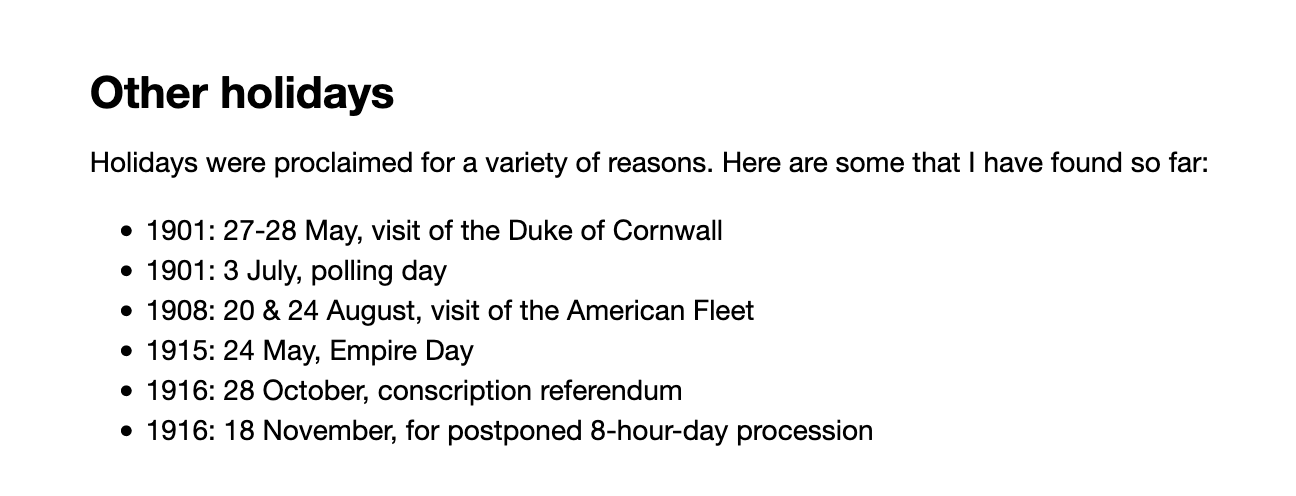 Other holidays
Holidays were proclaimed for a variety of reasons. Here are some that I have found so far:
• 1901: 27-28 May, visit of the Duke of Cornwall
• 1901: 3 July, polling day
• 1908: 20 & 24 August, visit of the American Fleet
• 1915: 24 May, Empire Day
• 1916: 28 October, conscription referendum
• 1916: 18 November, for postponed 8-hour-day procession